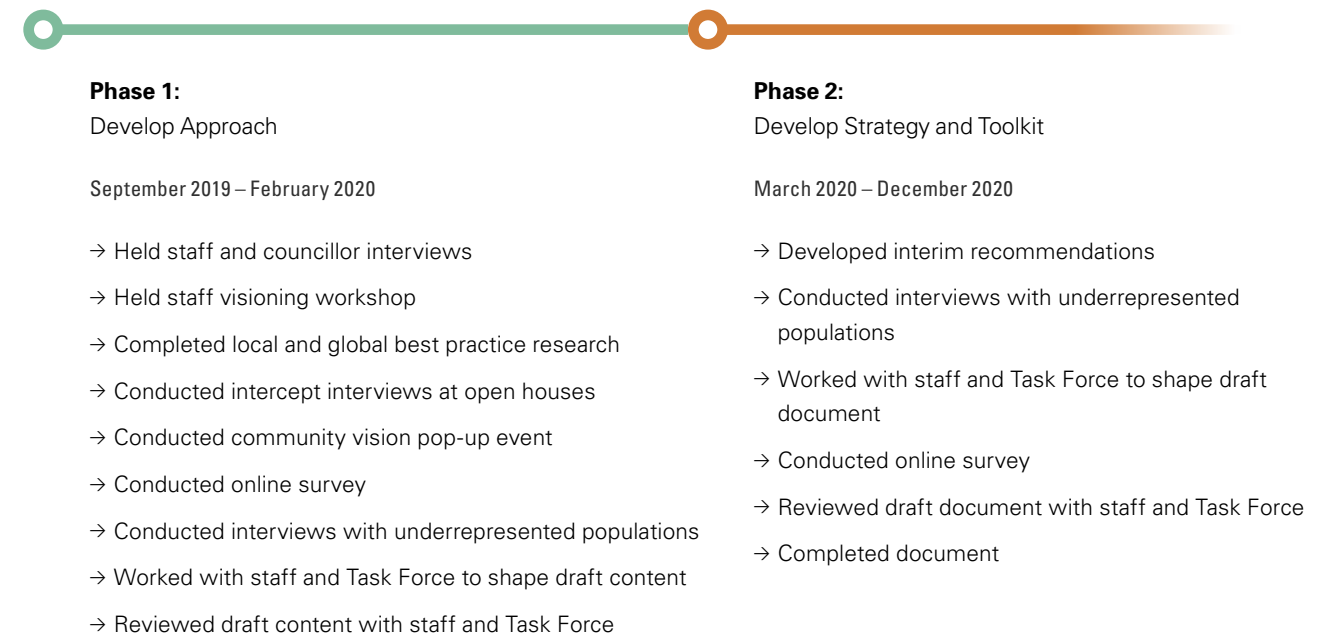 Phase 1:
Develop Approach
September 2019 – February 2020
→ Held staff and councillor interviews
→ Held staff visioning workshop
→ Completed local and global best practice research
→ Conducted intercept interviews at open houses
→ Conducted community vision pop-up event
→ Conducted online survey
→ Conducted interviews with underrepresented populations
→ Worked with staff and Task Force to shape draft content
→ Reviewed draft content with staff and Task Force
Phase 2:
Develop Strategy and Toolkit
March 2020 – December 2020
→ Developed interim recommendations
→ Conducted interviews with underrepresented
populations
→ Worked with staff and Task Force to shape draft
document
→ Conducted online survey
→ Reviewed draft document with staff and Task Force
→ Completed document